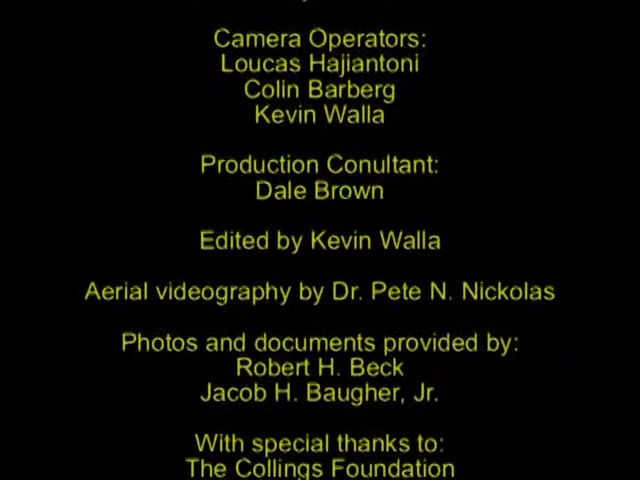 Camera Operators:
Loucas Hajiantoni
Colin Barberg
Kevin Walla
Production Conultant:
Dale Brown
Edited by Kevin Walla
Aerial videography by Dr. Pete N. Nickolas
Photos and documents provided by:
Robert H. Beck
Jacob H. Baugher, Jr.
With special thanks to:
The Collings Foundation